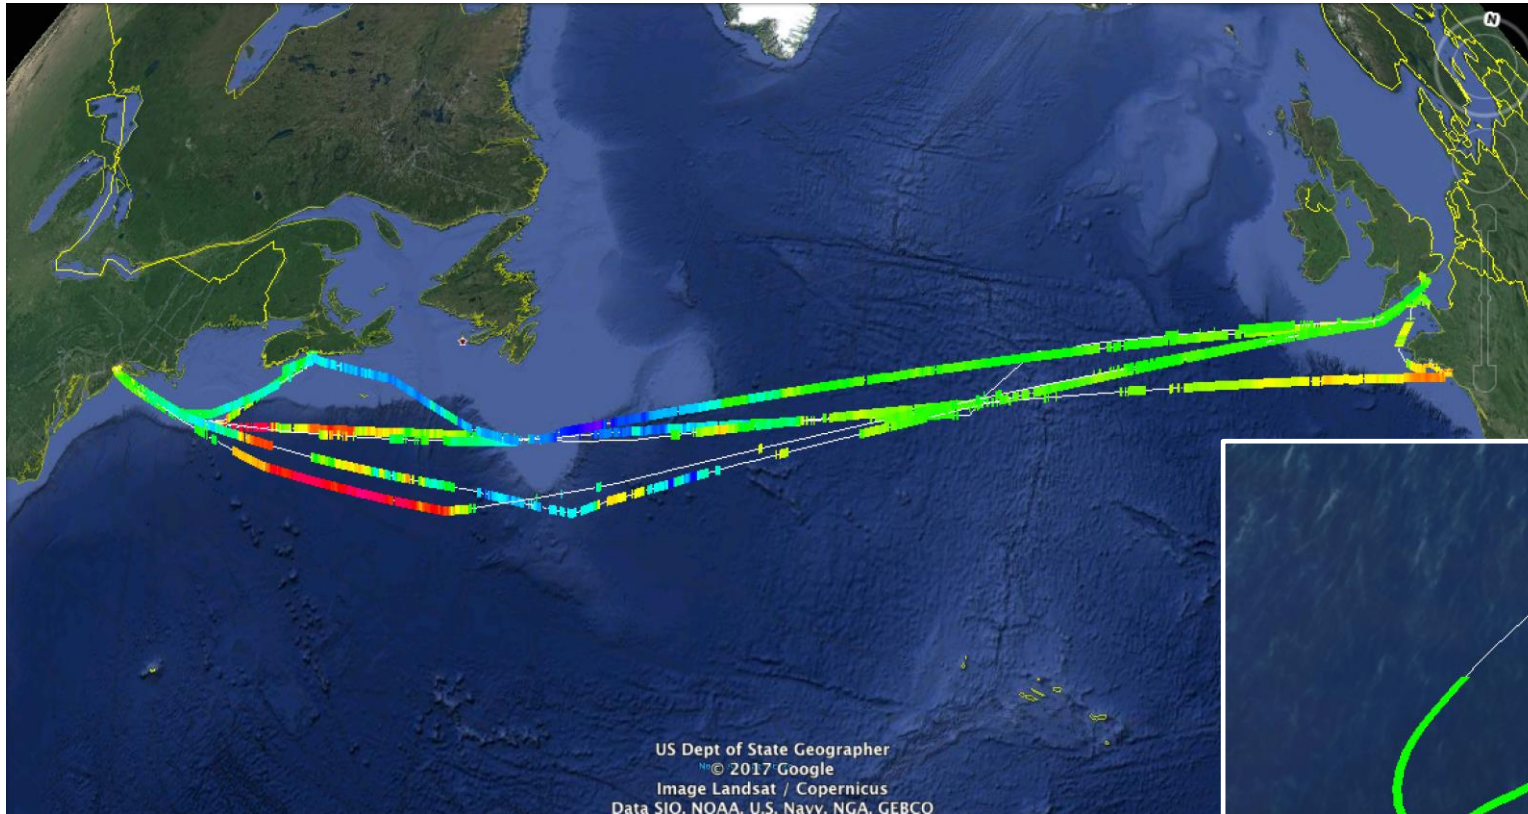 N
US Dept of State Geographer
© 2017 Google
Image Landsat / Copernicus
Data SIO, NOAA, U.S. Navy, NGA, GEBCO